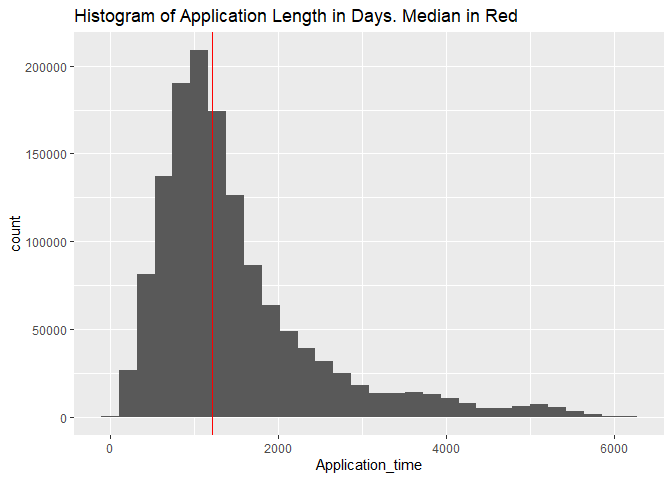 Histogram of Application Length in Days. Median in Red
200000
150000
100000
50000
0
count
0 2000 4000 6000
Application_time